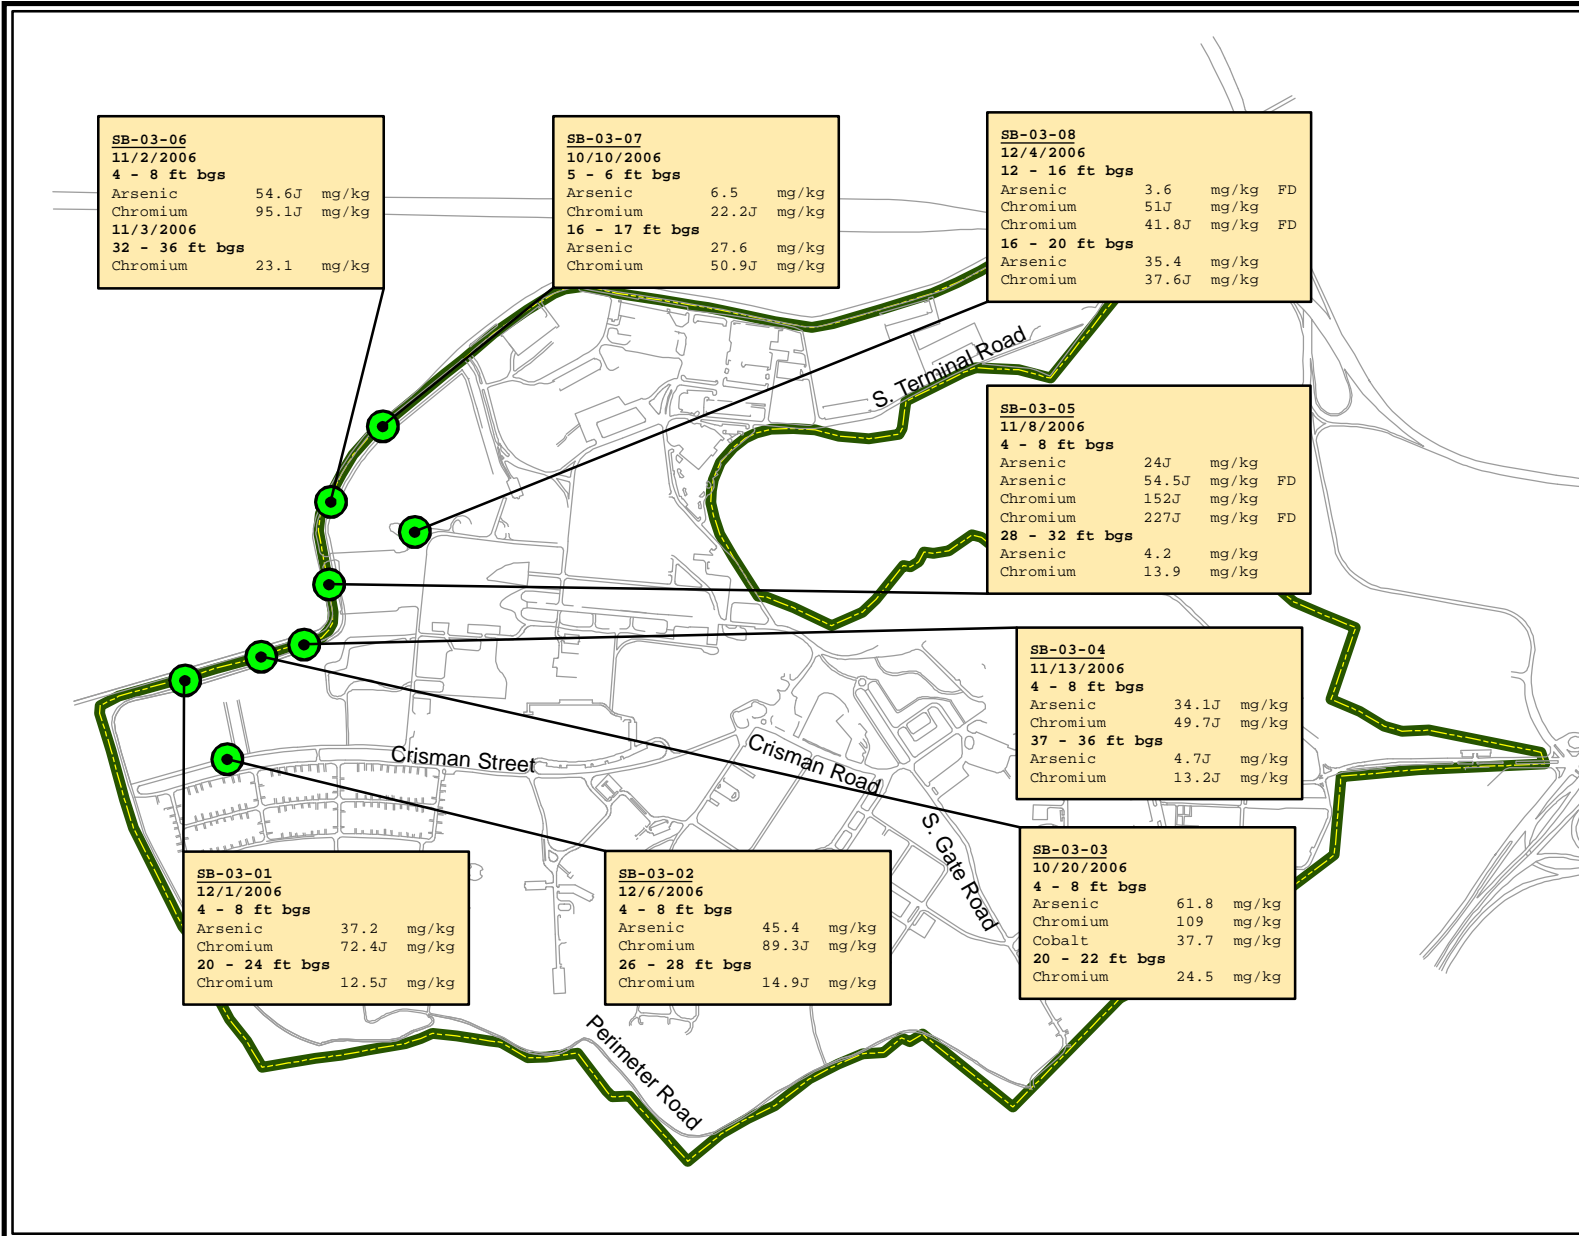 SB-03-06
11/2/2006
4 - 8 ft bgs
Arsenic 54.6J mg/kg
Chromium 95.1J mg/kg
11/3/2006
32 - 36 ft bgs
Chromium 23.1 mg/kg
SB-03-07
10/10/2006
5 - 6 ft bgs
Arsenic 6.5 mg/kg
Chromium 22.2J mg/kg
16 - 17 ft bgs
Arsenic 27.6 mg/kg
Chromium 50.9J mg/kg
SB-03-08
12/4/2006
12 - 16 ft bgs
Arsenic 3.6 mg/kg FD
Chromium 51J mg/kg
Chromium 41.8J mg/kg FD
16 - 20 ft bgs
Arsenic 35.4 mg/kg
Chromium 37.6J mg/kg
S. Terminal Road
SB-03-05
11/8/2006
4 - 8 ft bgs
Arsenic 24J mg/kg
Arsenic 54.5J mg/kg FD
Chromium 152J mg/kg
Chromium 227J mg/kg FD
28 - 32 ft bgs
Arsenic 4.2 mg/kg
Chromium 13.9 mg/kg
SB-03-04
11/13/2006
4 - 8 ft bgs
Arsenic 34.1J mg/kg
Chromium 49.7J mg/kg
37 - 36 ft bgs
Arsenic 4.7J mg/kg
Chromium 13.2J mg/kg
Crisman Street
Crisman Road
S. Gate Road
SB-03-01
12/1/2006
4 - 8 ft bgs
Arsenic 37.2 mg/kg
Chromium 72.4J mg/kg
20 - 24 ft bgs
Chromium 12.5J mg/kg
SB-03-02
12/6/2006
4 - 8 ft bgs
Arsenic 45.4 mg/kg
Chromium 89.3J mg/kg
26 - 28 ft bgs
Chromium 14.9J mg/kg
SB-03-03
10/20/2006
4 - 8 ft bgs
Arsenic 61.8 mg/kg
Chromium 109 mg/kg
Cobalt 37.7 mg/kg
20 - 22 ft bgs
Chromium 24.5 mg/kg
Perimeter Road